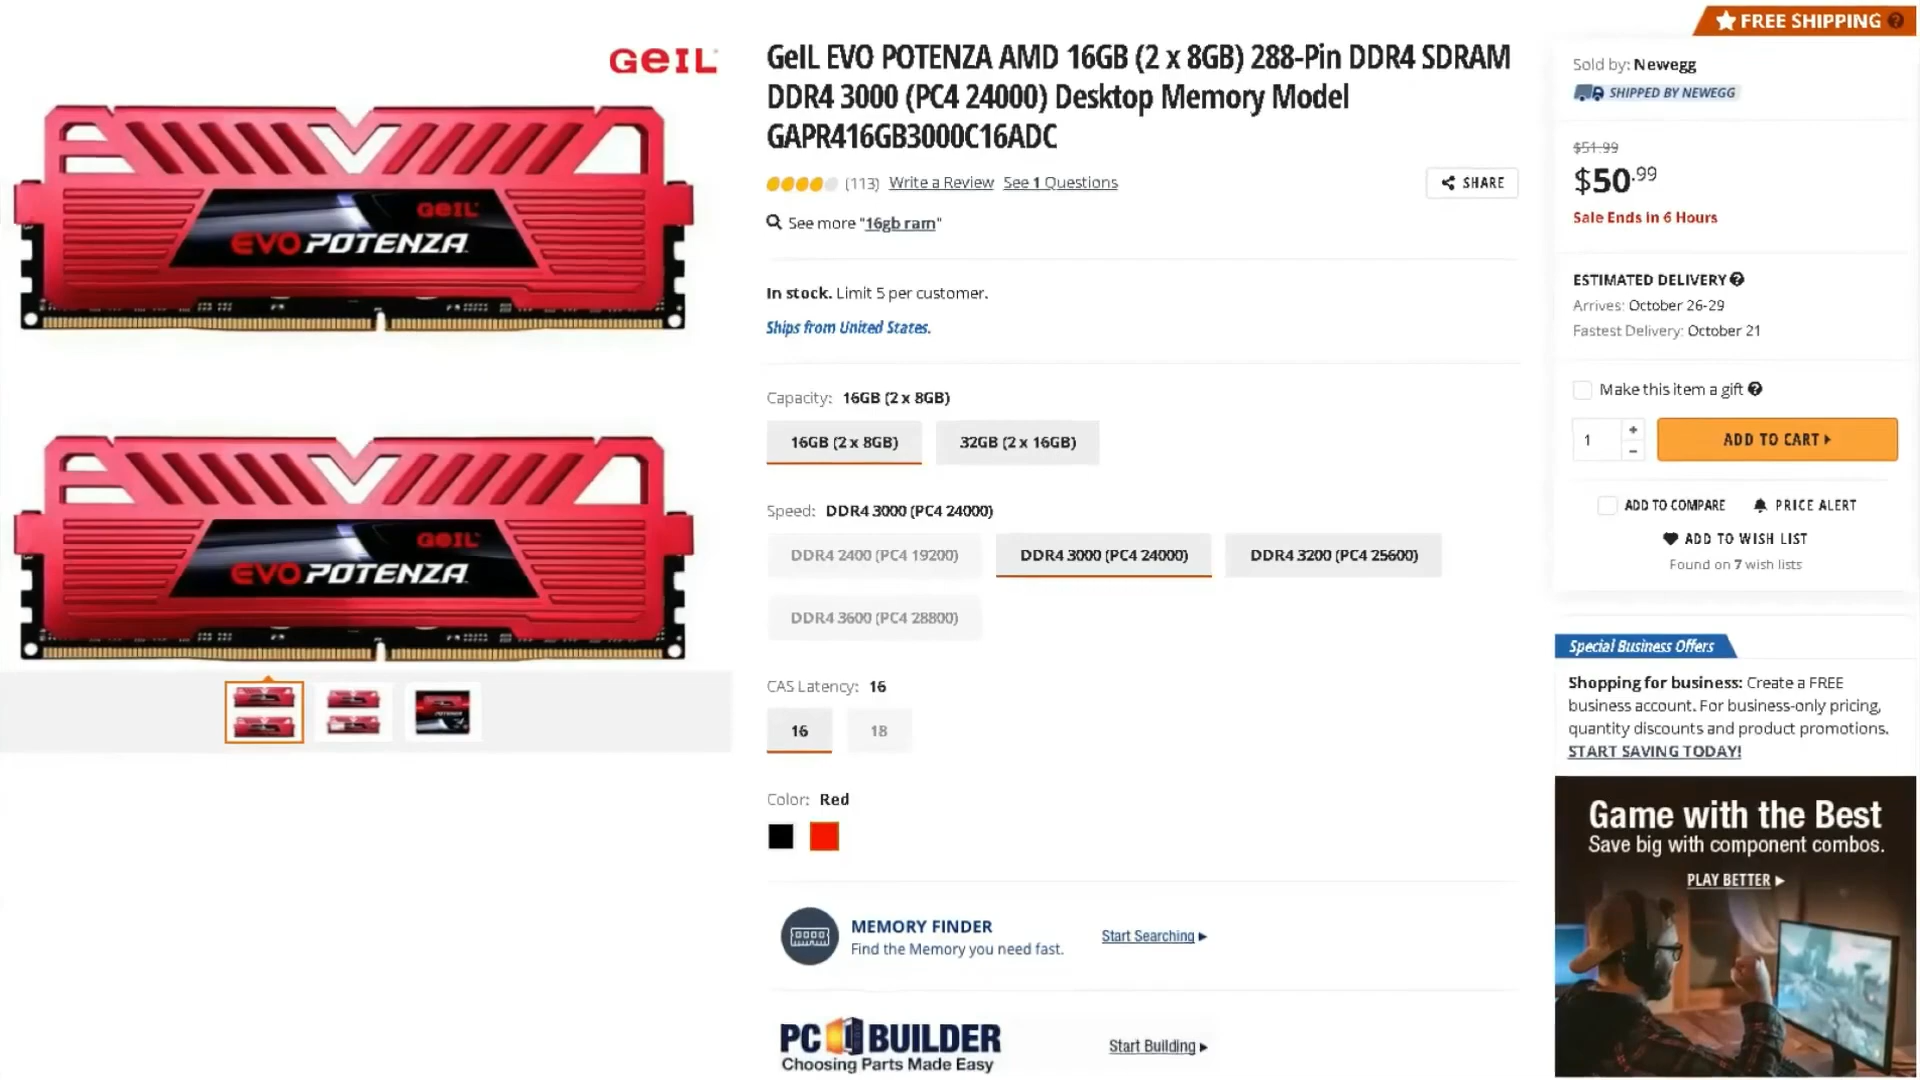 GeIL
GEIL
EVO POTENZA
GEIL
EVO POTENZA
GeIL EVO POTENZA AMD 16GB (2 x 8GB) 288-Pin DDR4 SDRAM
DDR4 3000 (PC4 24000) Desktop Memory Model
GAPR416GB3000C16ADC
(113) Write a Review See 1 Questions
SHARE
See more "16gb ram"
In stock. Limit 5 per customer.
Ships from United States.
Capacity: 16GB (2 x 8GB)
16GB (2 x 8GB) 32GB (2 x 16GB)
Speed: DDR4 3000 (PC4 24000)
DDR4 2400 (PC4 19200) DDR4 3000 (PC4 24000) DDR4 3200 (PC4 25600)
DDR4 3600 (PC4 28800)
CAS Latency: 16
16 18
Color: Red
MEMORY FINDER
Find the Memory you need fast.
Start Searching
PC BUILDER
Choosing Parts Made Easy
Start Building
FREE SHIPPING ?
Sold by: Newegg
SHIPPED BY NEWEGG
$51.99
$50.99
Sale Ends in 6 Hours
ESTIMATED DELIVERY ?
Arrives: October 26-29
Fastest Delivery: October 21
Make this item a gift ?
1 + −
ADD TO CART
ADD TO COMPARE PRICE ALERT
ADD TO WISH LIST
Found on 7 wish lists
Special Business Offers
Shopping for business: Create a FREE
business account. For business-only pricing,
quantity discounts and product promotions.
START SAVING TODAY!
Game with the Best
Save big with component combos.
PLAY BETTER